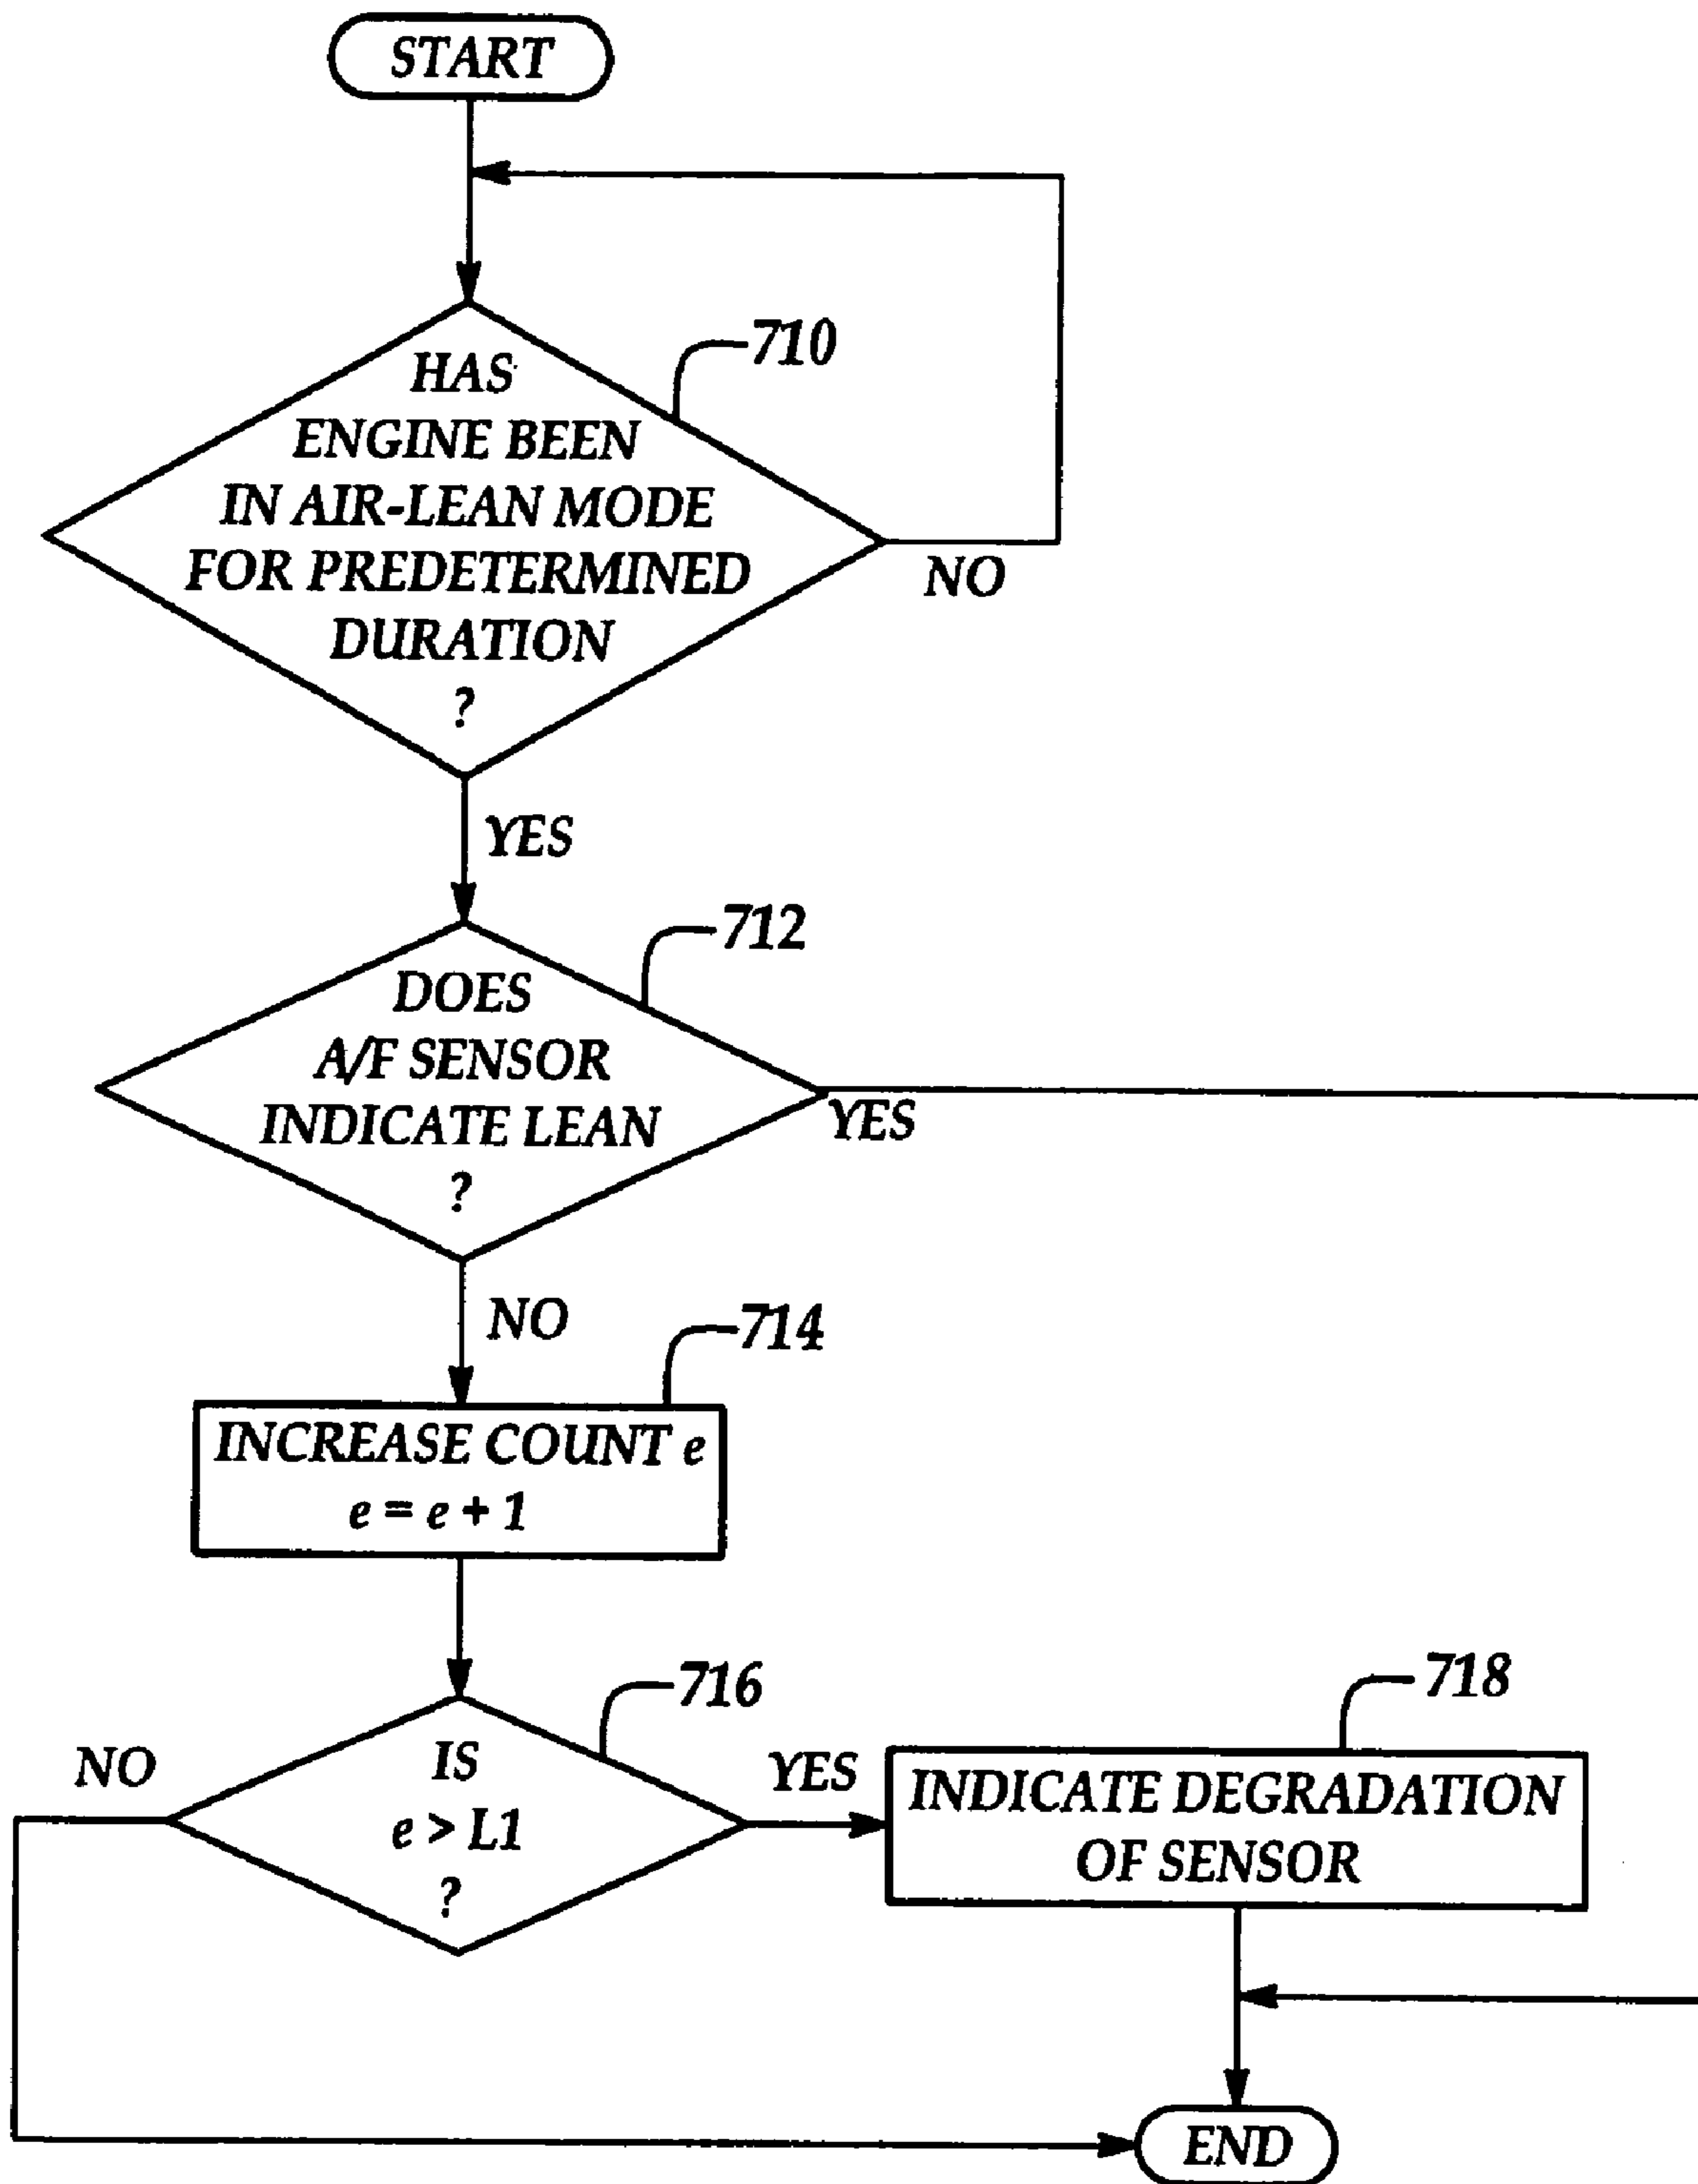 START
710
HAS
ENGINE BEEN
IN AIR-LEAN MODE
FOR PREDETERMINED
DURATION
?
NO
YES
712
DOES
A/F SENSOR
INDICATE LEAN
?
YES
NO
714
INCREASE COUNT e
e = e + 1
716
718
NO
IS
e > L1
?
YES
INDICATE DEGRADATION
OF SENSOR
END